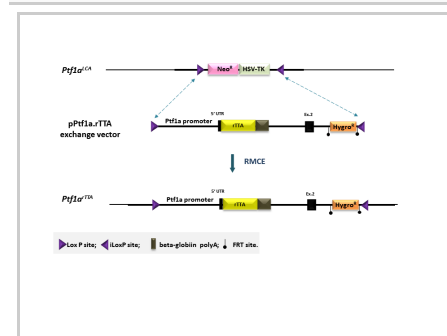 Ptf1a^LCA
Neo^R HSV-TK
pPtf1a.rTTA
exchange vector
Ptf1a promoter
5' UTR
rTTA
Ex.2
Hygro^R
RMCE
Ptf1a^rTTA
Ptf1a promoter
5' UTR
rTTA
Ex.2
Hygro^R
Lox P site; iLoxP site; beta-globiin polyA; FRT site.